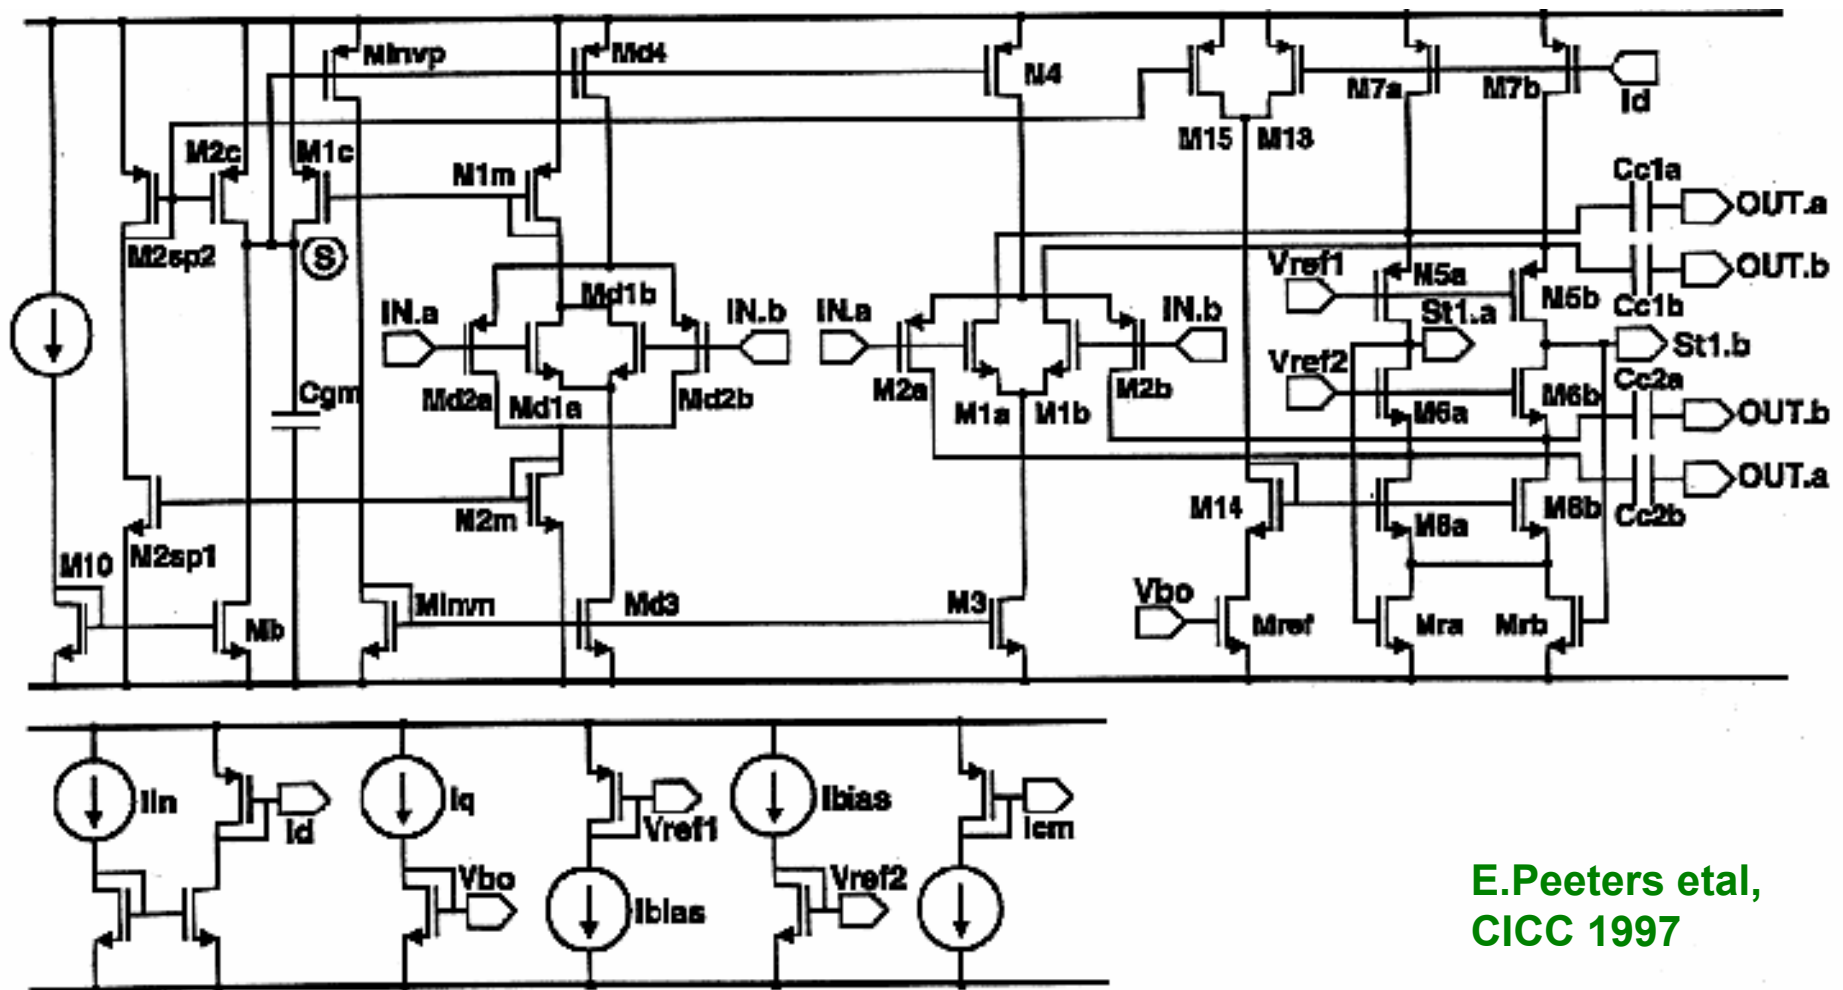 Minvp
Md4
M4
M7a
M7b
Id
M15
M13
M2c
M1c
M1m
Cc1a
OUT.a
M2sp2
S
Vref1
M5a
M5b
OUT.b
Cc1b
Md1b
IN.a
IN.b
IN.a
IN.b
St1.a
St1.b
Vref2
Cgm
Md2a
Md1a
Md2b
M2a
M1a
M1b
M2b
M6a
M6b
Cc2a
OUT.b
OUT.a
M2m
M14
M8a
M8b
Cc2b
M10
M2sp1
Mb
Minvn
Md3
M3
Vbo
Mref
Mra
Mrb
Iin
Id
Iq
Vbo
Vref1
Ibias
Ibias
Vref2
Icm
E.Peeters etal,
CICC 1997